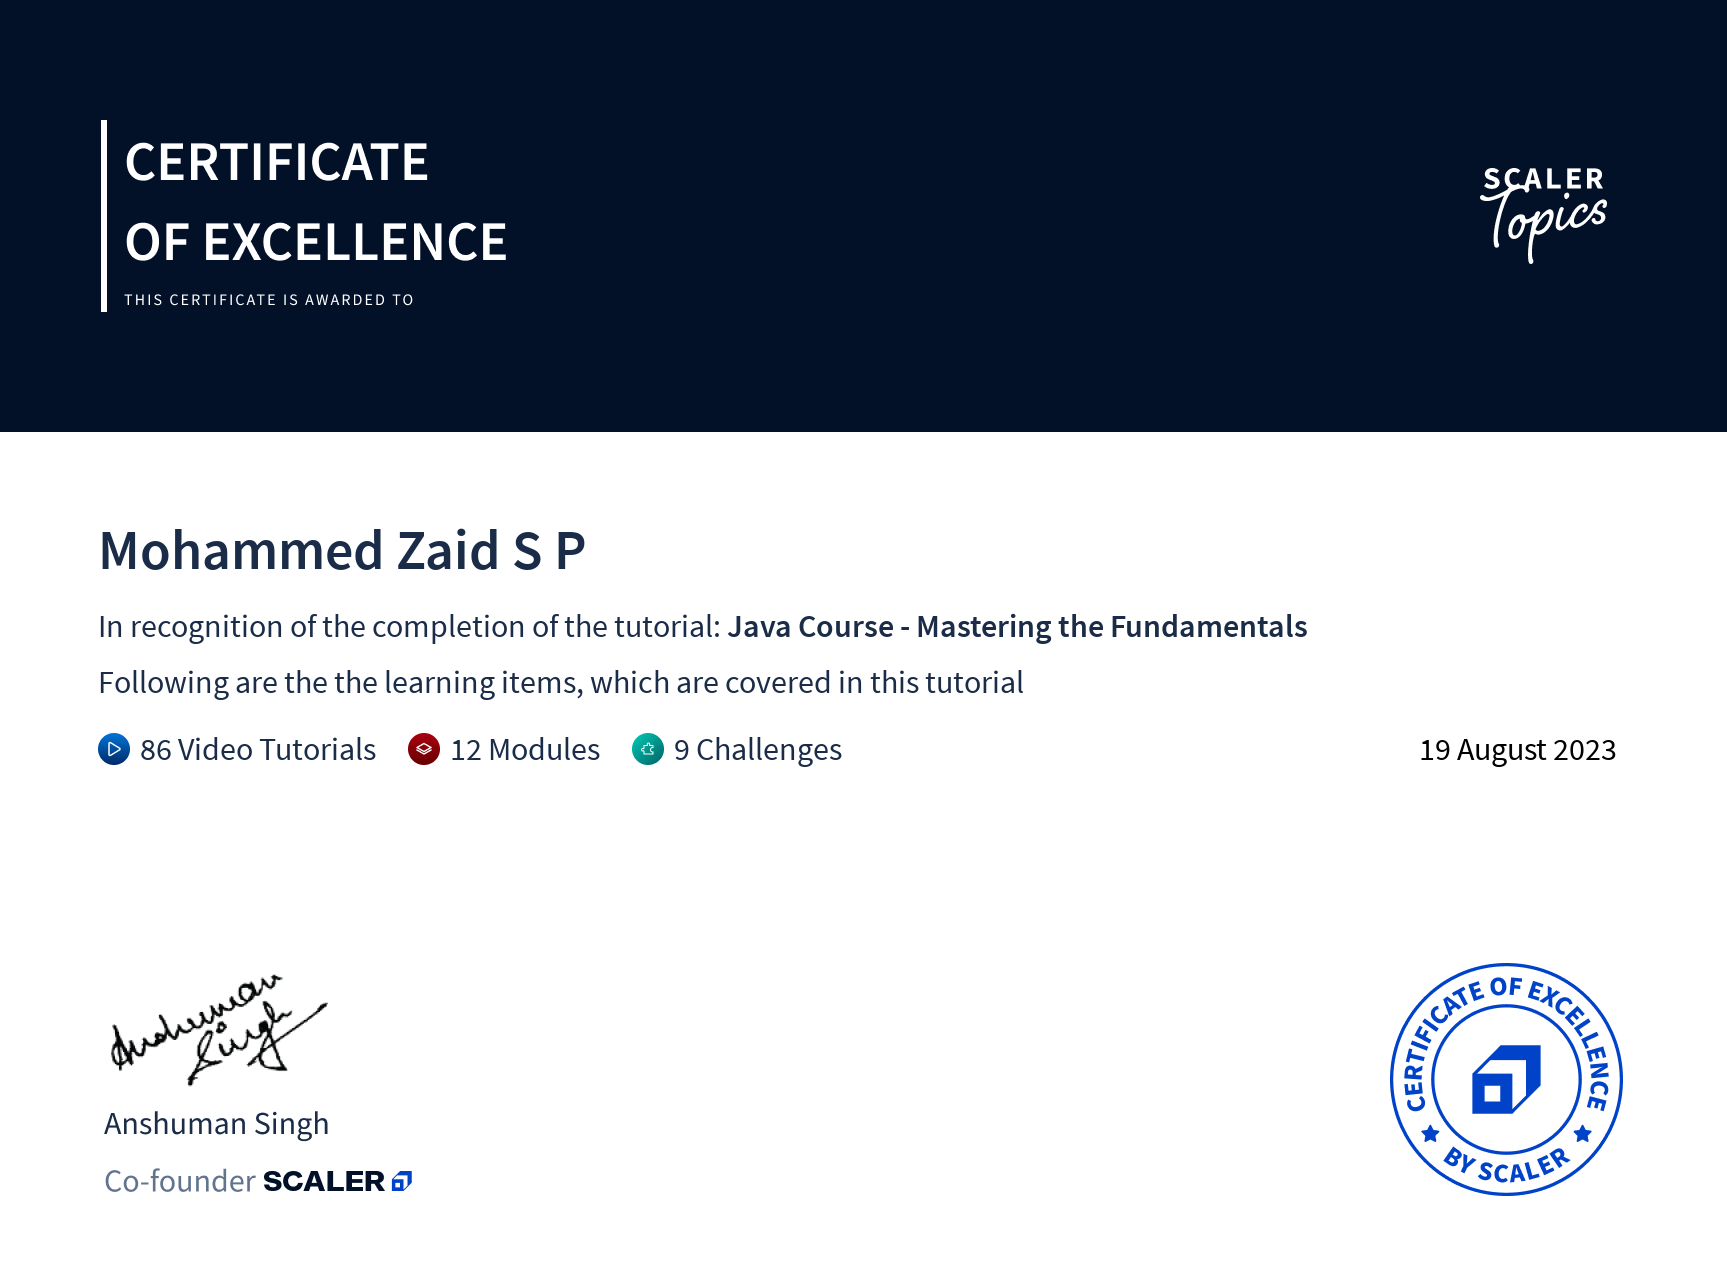 CERTIFICATE
OF EXCELLENCE
THIS CERTIFICATE IS AWARDED TO
SCALER
Topics
Mohammed Zaid S P
In recognition of the completion of the tutorial: Java Course - Mastering the Fundamentals
Following are the the learning items, which are covered in this tutorial
86 Video Tutorials 12 Modules 9 Challenges 19 August 2023
Anshuman
Singh
Anshuman Singh
Co-founder SCALER
CERTIFICATE OF EXCELLENCE
BY SCALER